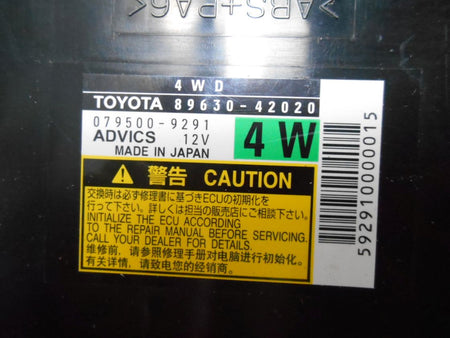 >ABS+PA6<
4WD
TOYOTA 89630-42020
079500-9291
ADVICS 12V
MADE IN JAPAN
4W
警告 CAUTION
交換時は必ず修理書に基づきECUの初期化を
行って下さい。詳しくは担当の販売店にご相談下さい。
INITIALIZE THE ECU ACCORDING
TO THE REPAIR MANUAL BEFORE SERVICING.
CALL YOUR DEALER FOR DETAILS.
维修前，请参照修理手册对电脑进行初始化。
有关详情，请致电您的经销商。
592910000015